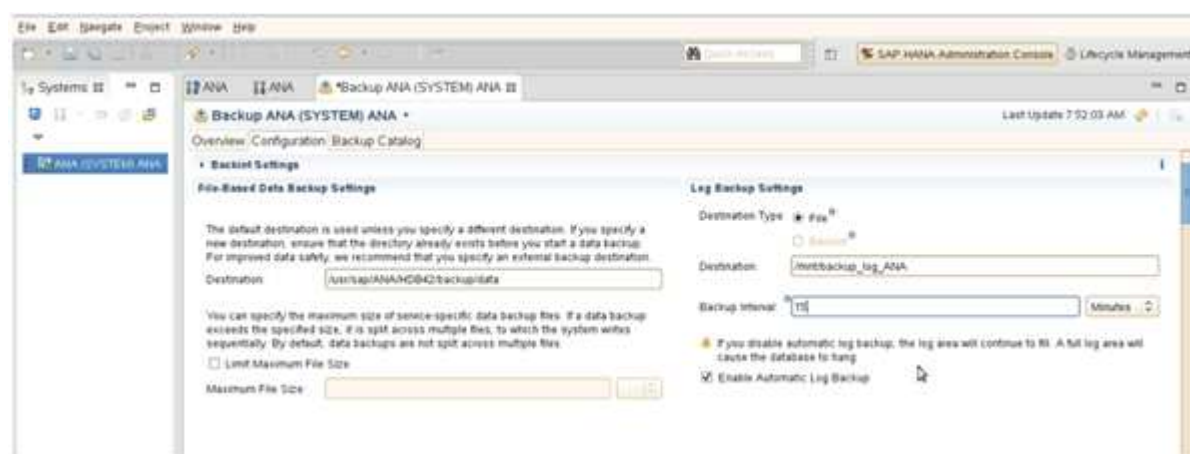 File Edit Navigate Project Window Help
Quick Access
SAP HANA Administration Console
Lifecycle Management
Systems
ANA
ANA
*Backup ANA (SYSTEM) ANA
ANA (SYSTEM) ANA
Backup ANA (SYSTEM) ANA
Last Update 7:52:03 AM
Overview Configuration Backup Catalog
Backint Settings
File-Based Data Backup Settings
The default destination is used unless you specify a different destination. If you specify a
new destination, ensure that the directory already exists before you start a data backup.
For improved data safety, we recommend that you specify an external backup destination.
Destination /usr/sap/ANA/HDB42/backup/data
You can specify the maximum size of service-specific data backup files. If a data backup
exceeds the specified size, it is split across multiple files, to which the system writes
sequentially. By default, data backups are not split across multiple files.
Limit Maximum File Size
Maximum File Size
Log Backup Settings
Destination Type File
Backint
Destination /mnt/backup_log_ANA
Backup Interval 15 Minutes
If you disable automatic log backup, the log area will continue to fill. A full log area will
cause the database to hang
Enable Automatic Log Backup